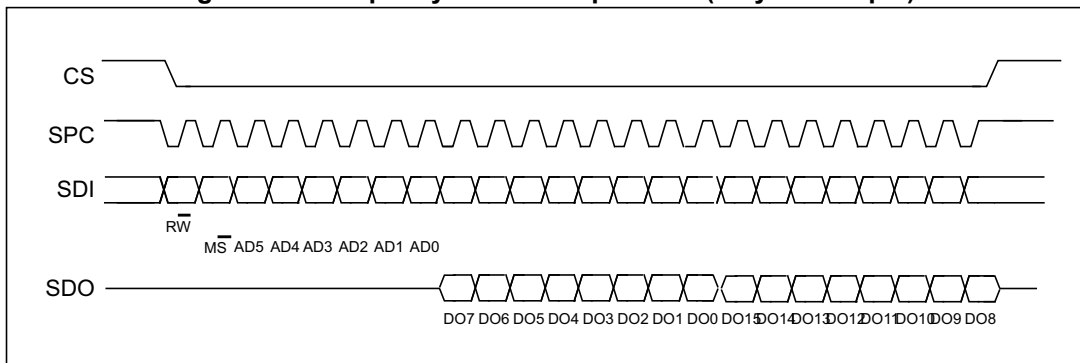 CS
SPC
SDI
RW
MS AD5 AD4 AD3 AD2 AD1 AD0
SDO
DO7 DO6 DO5 DO4 DO3 DO2 DO1 DO0 DO15 DO14 DO13 DO12 DO11 DO10 DO9 DO8